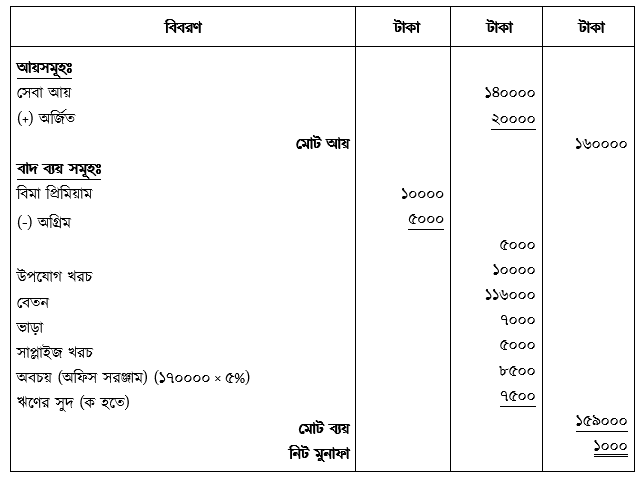 বিবরণ টাকা টাকা টাকা
আয়সমূহঃ
সেবা আয় ১৪০০০০
(+) অর্জিত ২০০০০
মোট আয় ১৬০০০০
বাদ ব্যয় সমূহঃ
বিমা প্রিমিয়াম ১০০০০
(-) অগ্রিম ৫০০০
৫০০০
উপযোগ খরচ ১০০০০
বেতন ১১৬০০০
ভাড়া ৭০০০
সাপ্লাইজ খরচ ৫০০০
অবচয় (অফিস সরঞ্জাম) (১৭০০০০ × ৫%) ৮৫০০
ঋণের সুদ (ক হতে) ৭৫০০
মোট ব্যয় ১৫৯০০০
নিট মুনাফা ১০০০